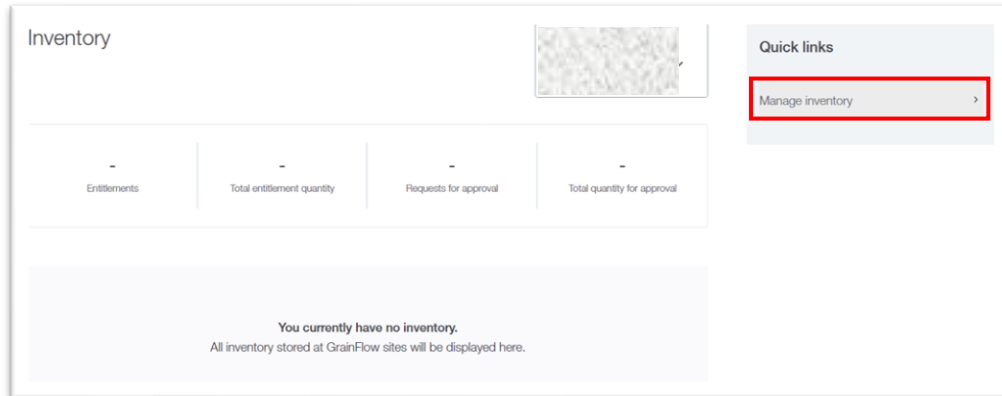 Inventory
Quick links
Manage inventory
-
-
-
-
Entitlements
Total entitlement quantity
Requests for approval
Total quantity for approval
You currently have no inventory.
All inventory stored at GrainFlow sites will be displayed here.